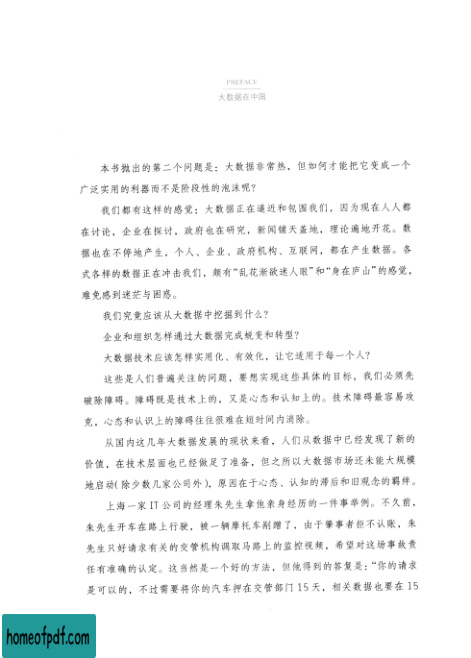 PREFACE
大数据在中国
本书抛出的第二个问题是：大数据非常热，但如何才能把它变成一个
广泛实用的利器而不是阶段性的泡沫呢？
我们都有这样的感觉：大数据正在逼近和包围我们，因为现在人人都
在讨论，企业在探讨，政府也在研究，新闻铺天盖地，理论遍地开花。数
据也在不停地产生，个人、企业、政府机构、互联网，都在产生数据。各
式各样的数据正在冲击我们，颇有“乱花渐欲迷人眼”和“身在庐山”的感觉，
难免感到迷茫与困惑。
我们究竟应该从大数据中挖掘到什么？
企业和组织怎样通过大数据完成蜕变和转型？
大数据技术应该怎样实用化、有效化，让它适用于每一个人？
这些是人们普遍关注的问题，要想实现这些具体的目标，我们必须先
破除障碍。障碍既是技术上的，又是心态和认知上的。技术障碍最容易攻
克，心态和认识上的障碍往往很难在短时间内消除。
从国内这几年大数据发展的现状来看，人们从数据中已经发现了新的
价值，在技术层面也已经做足了准备，但之所以大数据市场还未能大规模
地启动（除少数几家公司外），原因在于心态、认知的滞后和旧观念的羁绊。
上海一家 IT 公司的经理朱先生拿他亲身经历的一件事举例。不久前，
朱先生开车在路上行驶，被一辆摩托车剐蹭了，由于肇事者拒不认账，朱
先生只好请求有关的交管机构调取马路上的监控视频，希望对这场事故责
任有准确的认定。这当然是一个好的方法，但他得到的答复是：“你的请求
是可以的，不过需要将你的汽车押在交管部门 15 天，相关数据也要在 15
homeofpdf.com